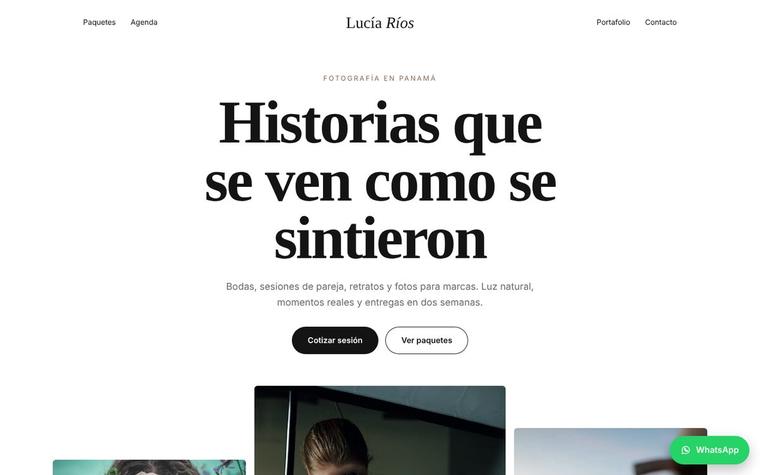 Paquetes Agenda Lucía Ríos Portafolio Contacto
FOTOGRAFÍA EN PANAMÁ
Historias que
se ven como se
sintieron
Bodas, sesiones de pareja, retratos y fotos para marcas. Luz natural,
momentos reales y entregas en dos semanas.
Cotizar sesión Ver paquetes
WhatsApp